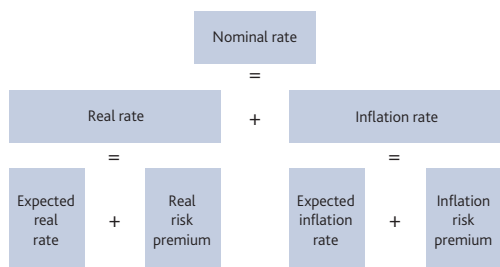 Nominal rate
=
Real rate + Inflation rate
= =
Expected real rate + Real risk premium Expected inflation rate + Inflation risk premium